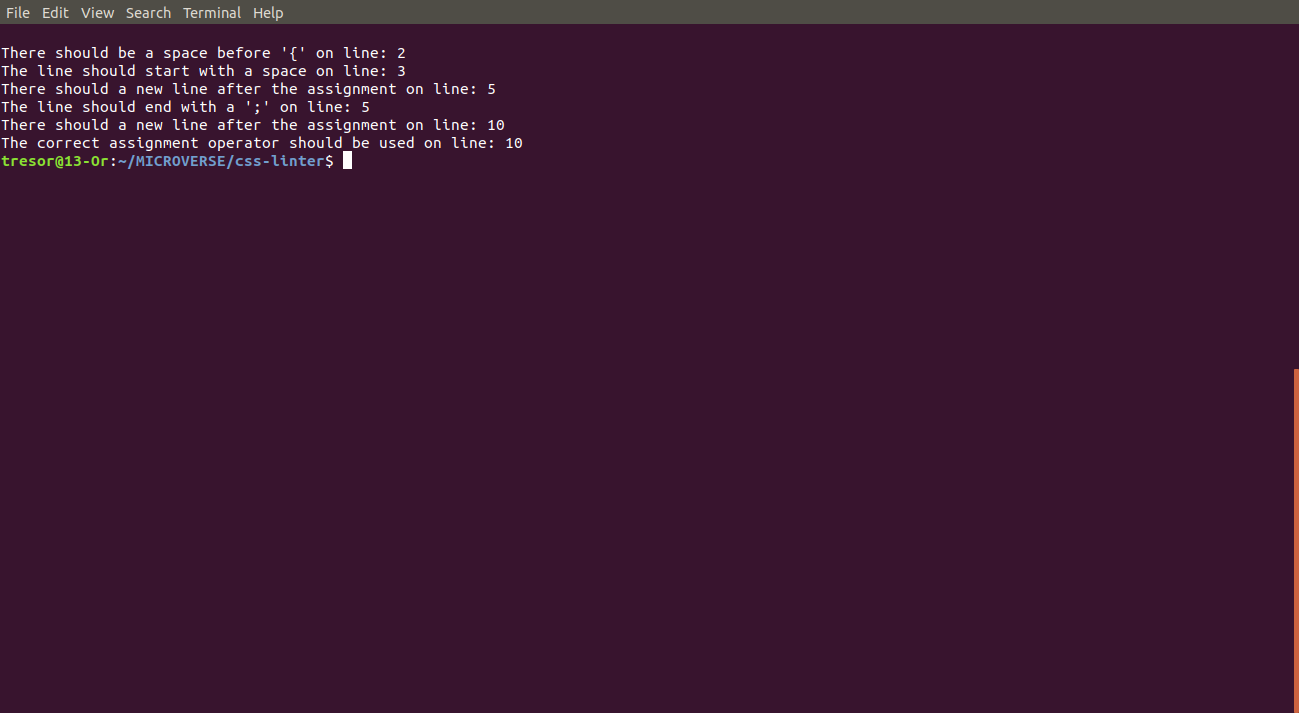 File Edit View Search Terminal Help
There should be a space before '{' on line: 2
The line should start with a space on line: 3
There should a new line after the assignment on line: 5
The line should end with a ';' on line: 5
There should a new line after the assignment on line: 10
The correct assignment operator should be used on line: 10
tresor@13-Or:~/MICROVERSE/css-linter$